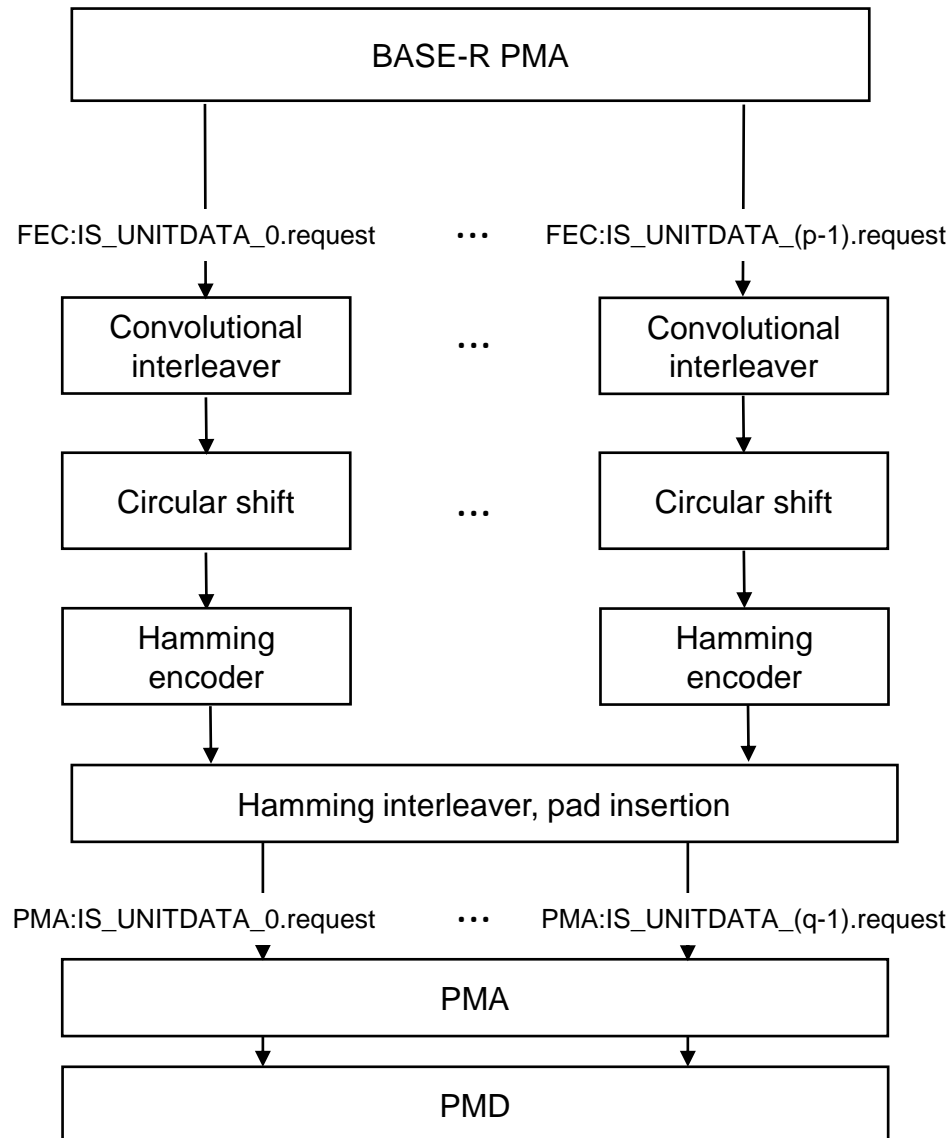 BASE-R PMA
FEC:IS_UNITDATA_0.request ... FEC:IS_UNITDATA_(p-1).request
Convolutional ... Convolutional
interleaver interleaver
Circular shift ... Circular shift
Hamming Hamming
encoder encoder
Hamming interleaver, pad insertion
PMA:IS_UNITDATA_0.request ... PMA:IS_UNITDATA_(q-1).request
PMA
PMD